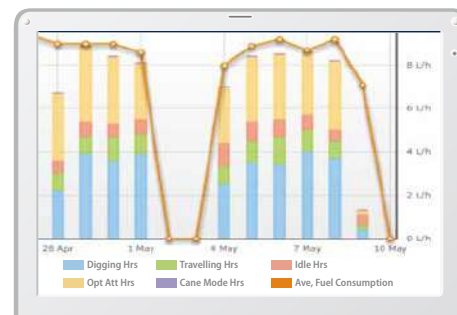 8 L/h
6 L/h
4 L/h
2 L/h
0 L/h
28 Apr 1 May 4 May 7 May 10 May
Digging Hrs Travelling Hrs Idle Hrs
Opt Att Hrs Cane Mode Hrs Ave, Fuel Consumption